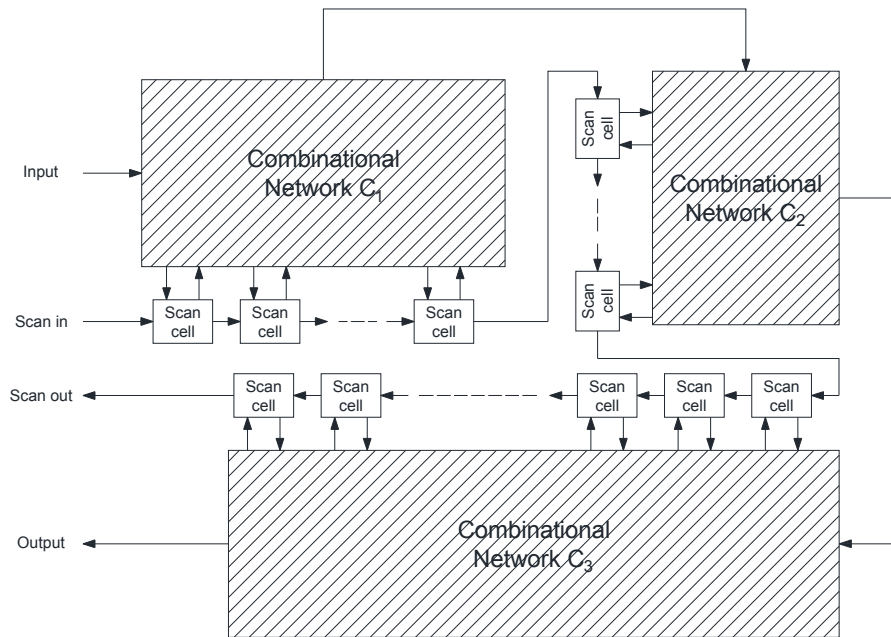 Combinational
Network C₁
Input
Scan
cell
Combinational
Network C₂
Scan
cell
Scan in
Scan
cell
Scan
cell
Scan
cell
Scan out
Scan
cell
Scan
cell
Scan
cell
Scan
cell
Scan
cell
Output
Combinational
Network C₃